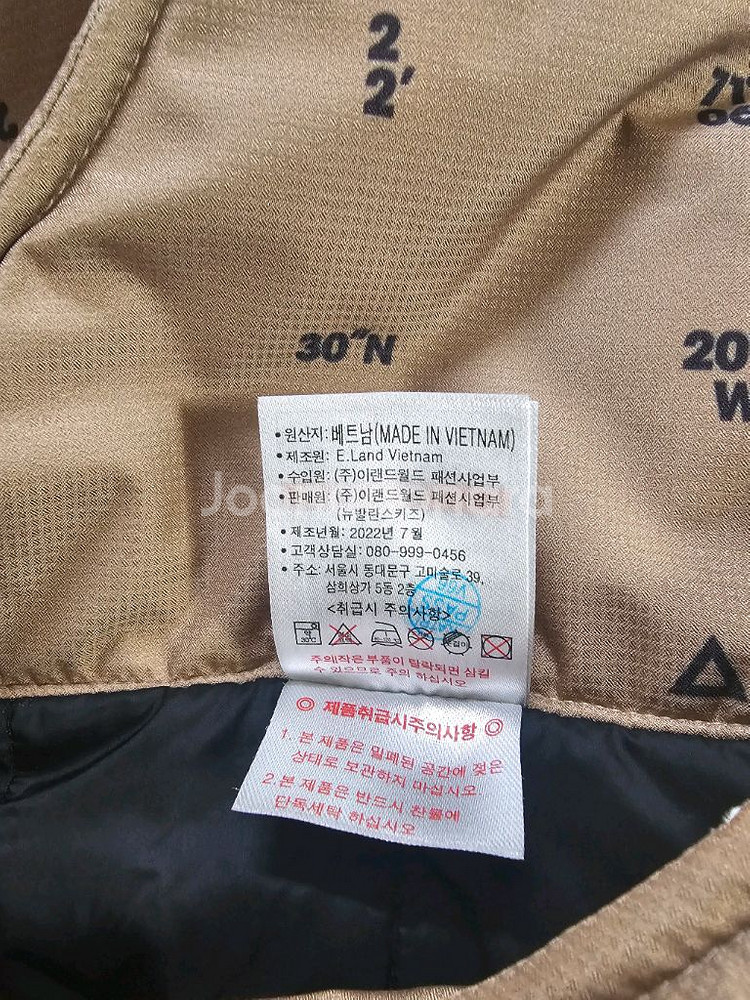 2
2'
30"N
20
W
• 원산지: 베트남(MADE IN VIETNAM)
• 제조원: E.Land Vietnam
• 수입원: (주)이랜드월드 패션사업부
• 판매원: (주)이랜드월드 패션사업부
(뉴발란스키즈)
• 제조년월: 2022년 7월
• 고객상담실: 080-999-0456
• 주소: 서울시 동대문구 고미술로 39,
삼희상가 5동 2층
<취급시 주의사항>
주의작은 부품이 탈락되면 삼킬
수 있으므로 주의 하십시오
◎ 제품취급시주의사항 ◎
1. 본 제품은 밀폐된 공간에 젖은
상태로 보관하지 마십시오
2.본 제품은 반드시 찬물에
단독세탁 하십시오